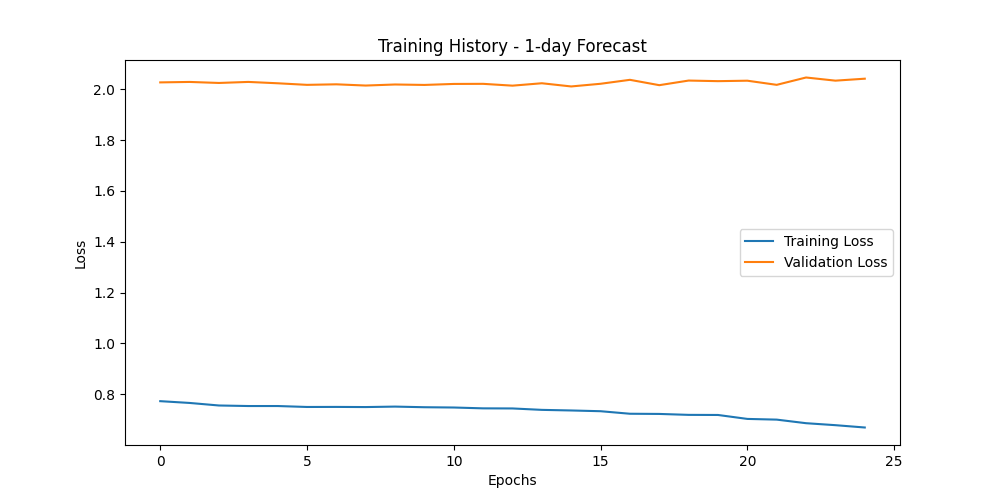 Training History - 1-day Forecast
2.0
1.8
1.6
1.4
1.2
1.0
0.8
Loss
Training Loss
Validation Loss
0 5 10 15 20 25
Epochs